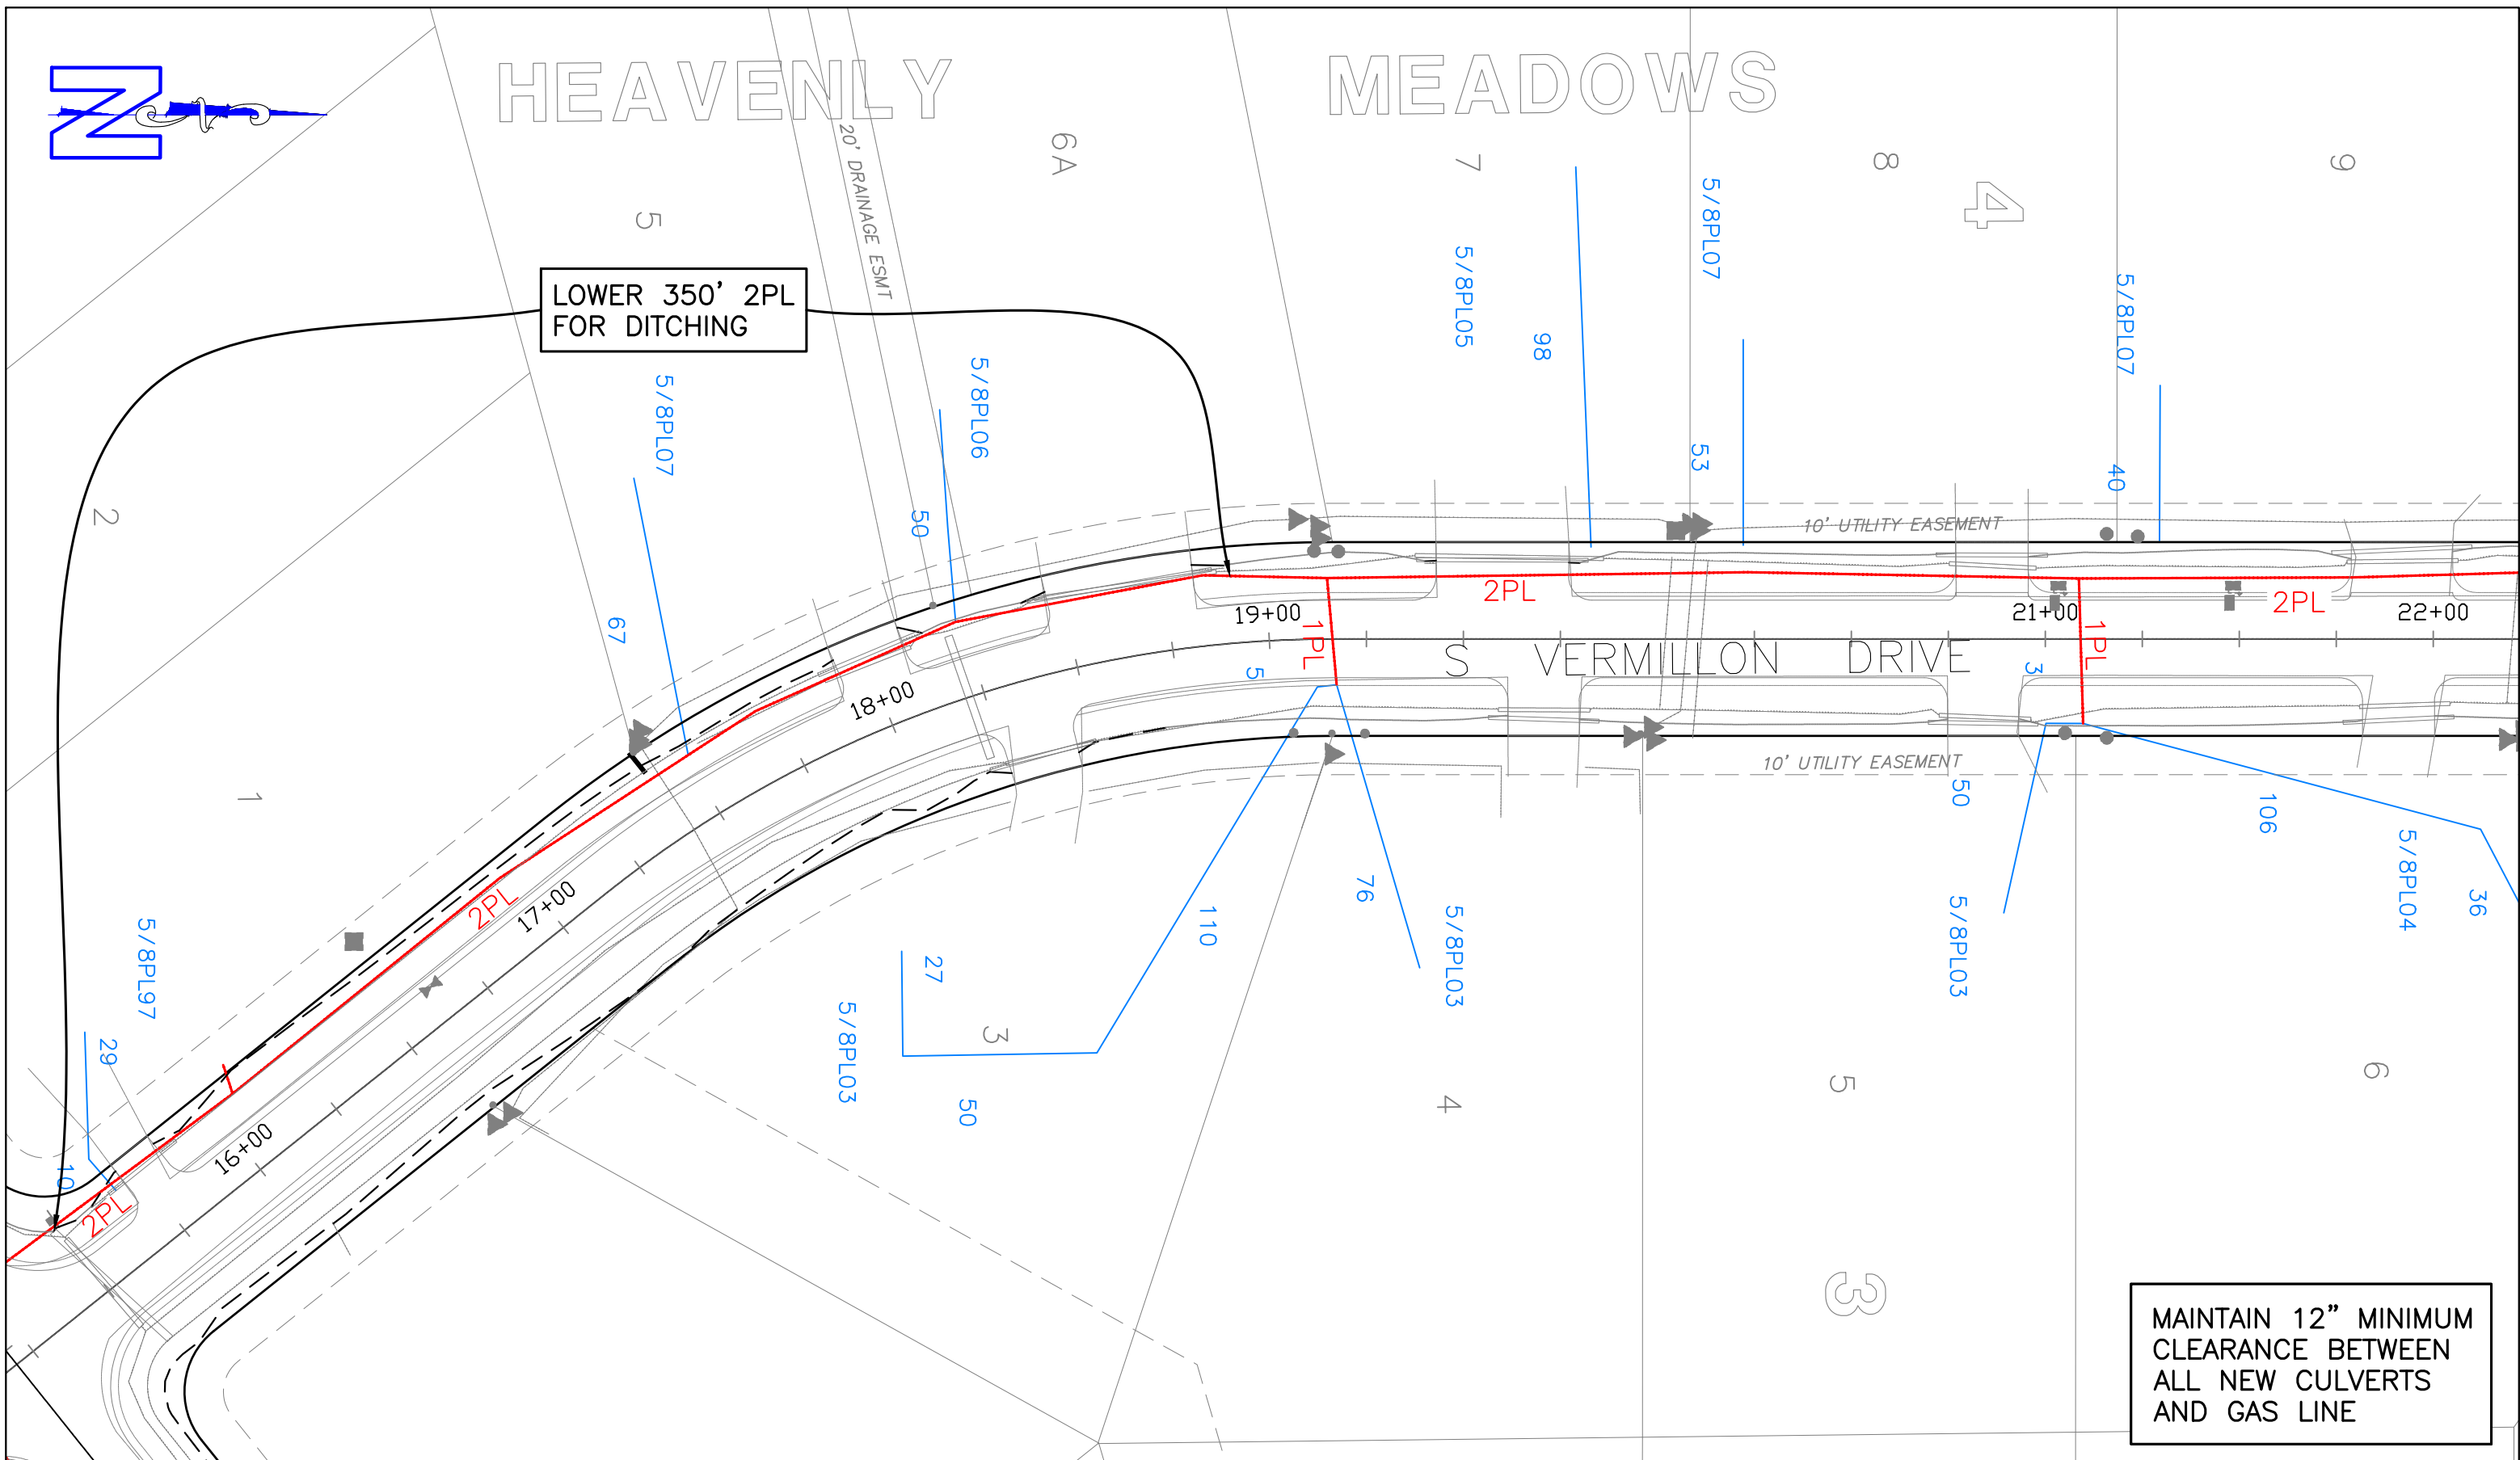 N
HEAVENLY MEADOWS
20' DRAINAGE ESMT
6A
7
8
4
9
5
5/8PL07
5/8PL05
5/8PL07
LOWER 350' 2PL
FOR DITCHING
98
5/8PL06
5/8PL07
53
40
2
50
10' UTILITY EASEMENT
67
2PL
2PL
19+00
21+00
22+00
1PL
1PL
S VERMILLON DRIVE
5
3
18+00
10' UTILITY EASEMENT
1
50
106
5/8PL04
36
76
110
5/8PL03
5/8PL03
2PL
17+00
5/8PL97
27
5/8PL03
3
29
50
4
5
6
16+00
10
2PL
3
MAINTAIN 12" MINIMUM
CLEARANCE BETWEEN
ALL NEW CULVERTS
AND GAS LINE